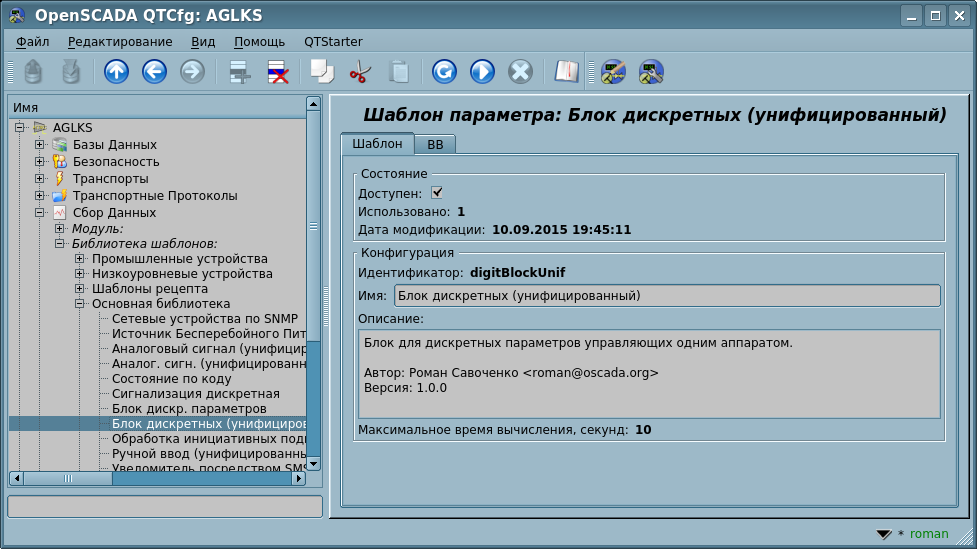 OpenSCADA QTCfg: AGLKS
Файл Редактирование Вид Помощь QTStarter
Имя
AGLKS
Базы Данных
Безопасность
Транспорты
Транспортные Протоколы
Сбор Данных
Модуль:
Библиотека шаблонов:
Промышленные устройства
Низкоуровневые устройства
Шаблоны рецепта
Основная библиотека
Сетевые устройства по SNMP
Источник Бесперебойного Пит
Аналоговый сигнал (унифицир
Аналог. сигн. (унифицированн
Состояние по коду
Сигнализация дискретная
Блок дискр. параметров
Блок дискретных (унифициров
Обработка инициативных подп
Ручной ввод (унифицированны
Уведомитель посредством SMS
Шаблон параметра: Блок дискретных (унифицированный)
Шаблон ВВ
Состояние
Доступен:
Использовано: 1
Дата модификации: 10.09.2015 19:45:11
Конфигурация
Идентификатор: digitBlockUnif
Имя: Блок дискретных (унифицированный)
Описание:
Блок для дискретных параметров управляющих одним аппаратом.
Автор: Роман Савоченко <roman@oscada.org>
Версия: 1.0.0
Максимальное время вычисления, секунд: 10
* roman